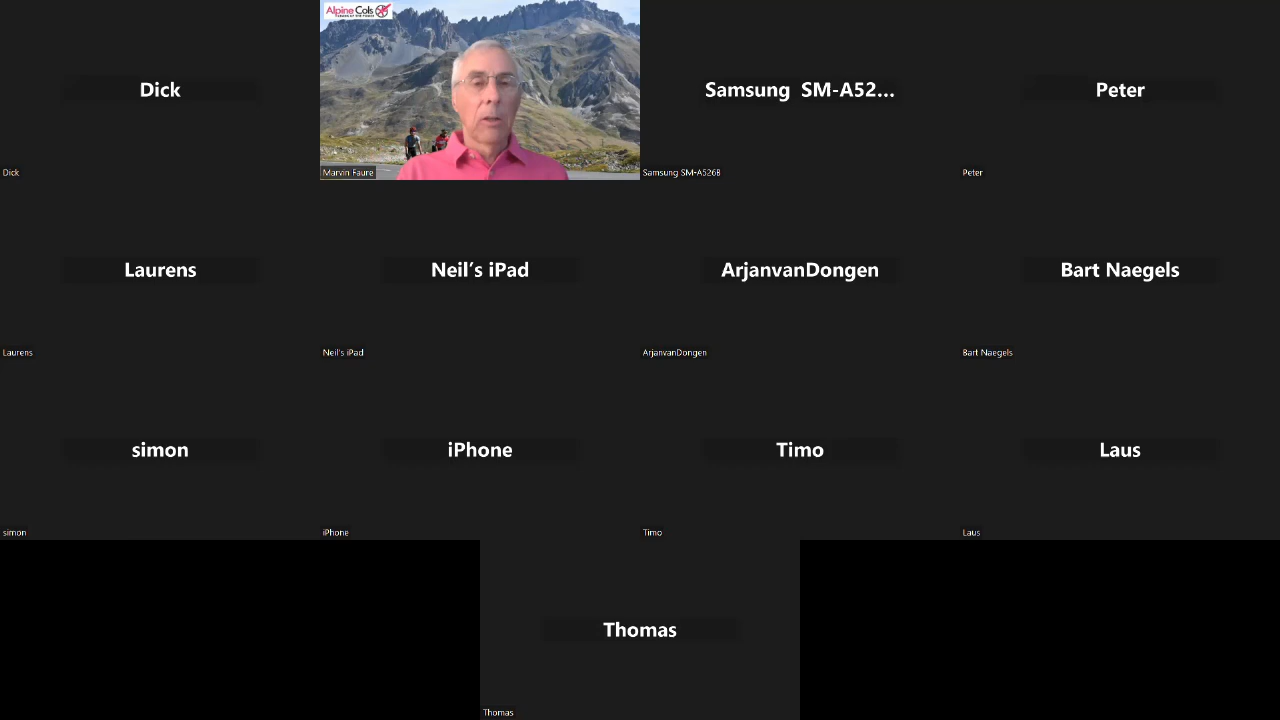 Dick
Dick
Alpine Cols
Marvin Faure
Samsung SM-A52...
Samsung SM-A526B
Peter
Peter
Laurens
Laurens
Neil's iPad
Neil's iPad
ArjanvanDongen
ArjanvanDongen
Bart Naegels
Bart Naegels
simon
simon
iPhone
iPhone
Timo
Timo
Laus
Laus
Thomas
Thomas